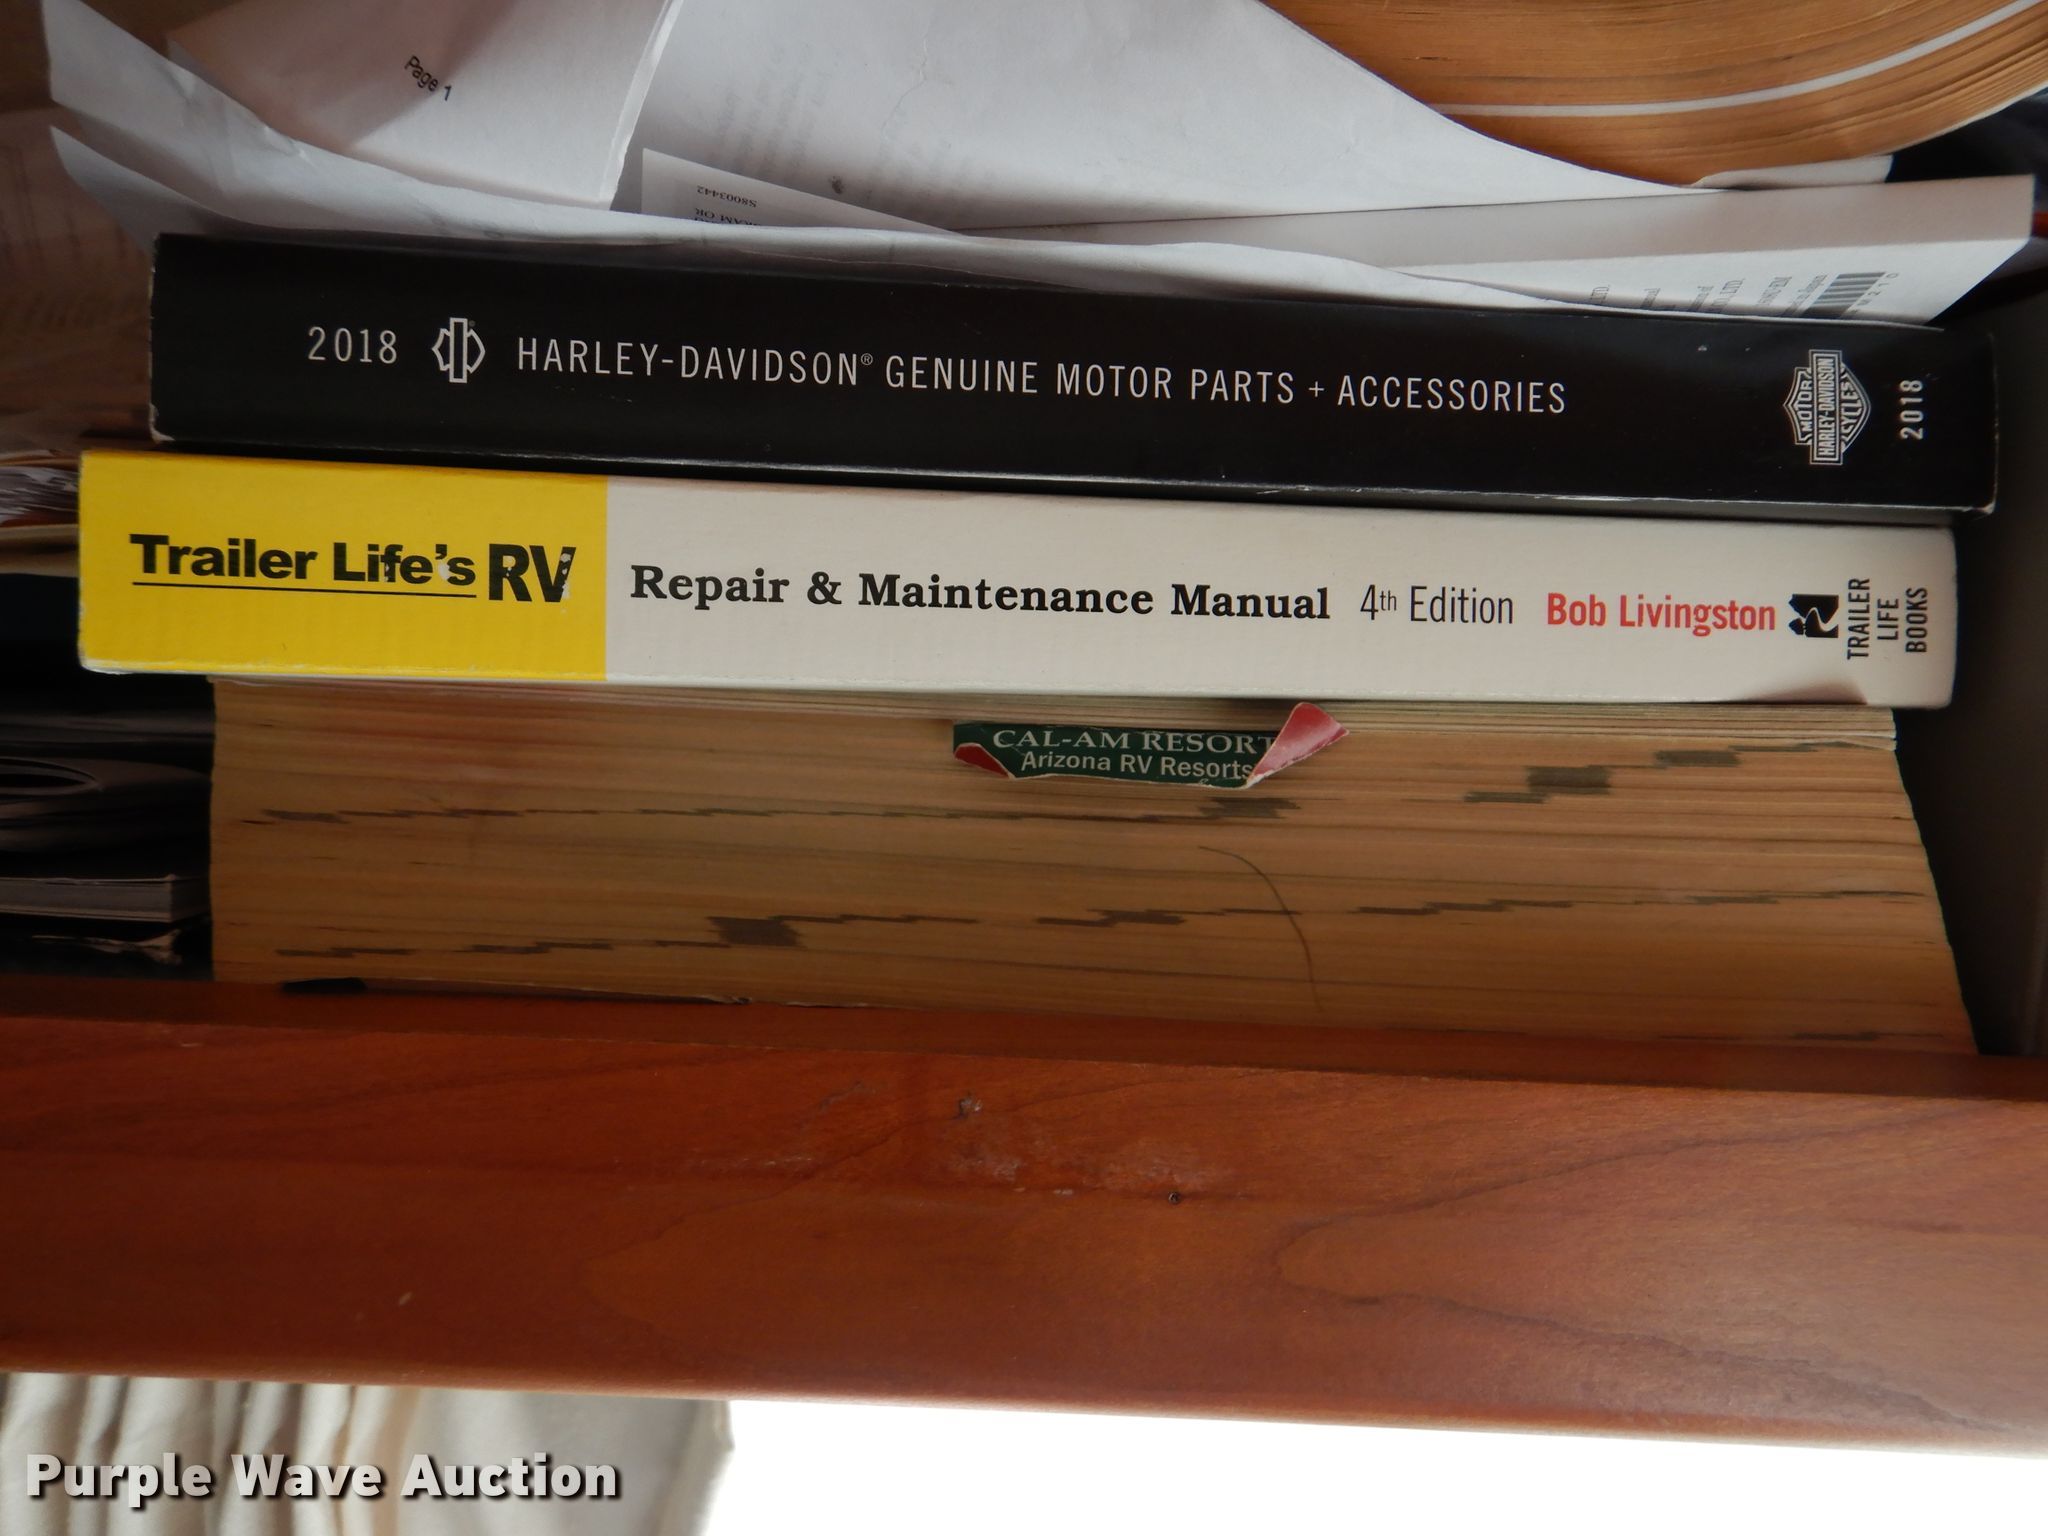 Page 1
S8003442
2018 HARLEY-DAVIDSON® GENUINE MOTOR PARTS + ACCESSORIES
MOTOR
HARLEY-DAVIDSON
CYCLES
2018
Trailer Life's RV Repair & Maintenance Manual 4th Edition Bob Livingston
TRAILER
LIFE
BOOKS
CAL-AM RESORT
Arizona RV Resorts
Purple Wave Auction